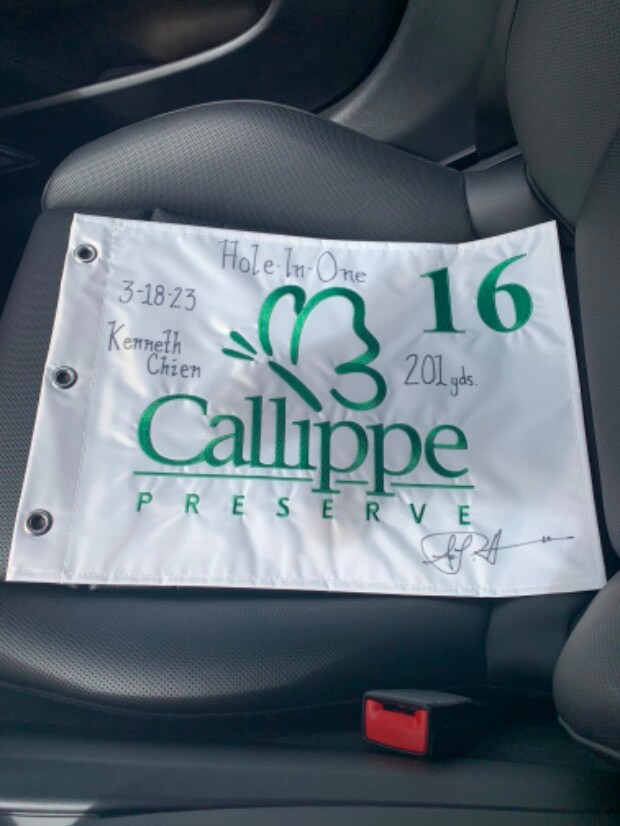 Hole-In-One
16
3-18-23
Kenneth
Chien
201 yds.
Callippe
PRESERVE